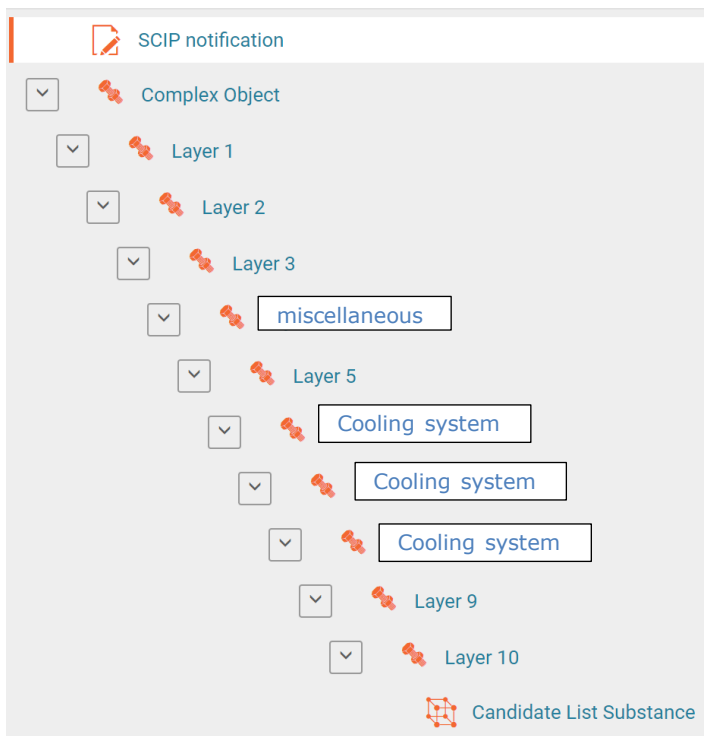 SCIP notification
Complex Object
Layer 1
Layer 2
Layer 3
miscellaneous
Layer 5
Cooling system
Cooling system
Cooling system
Layer 9
Layer 10
Candidate List Substance